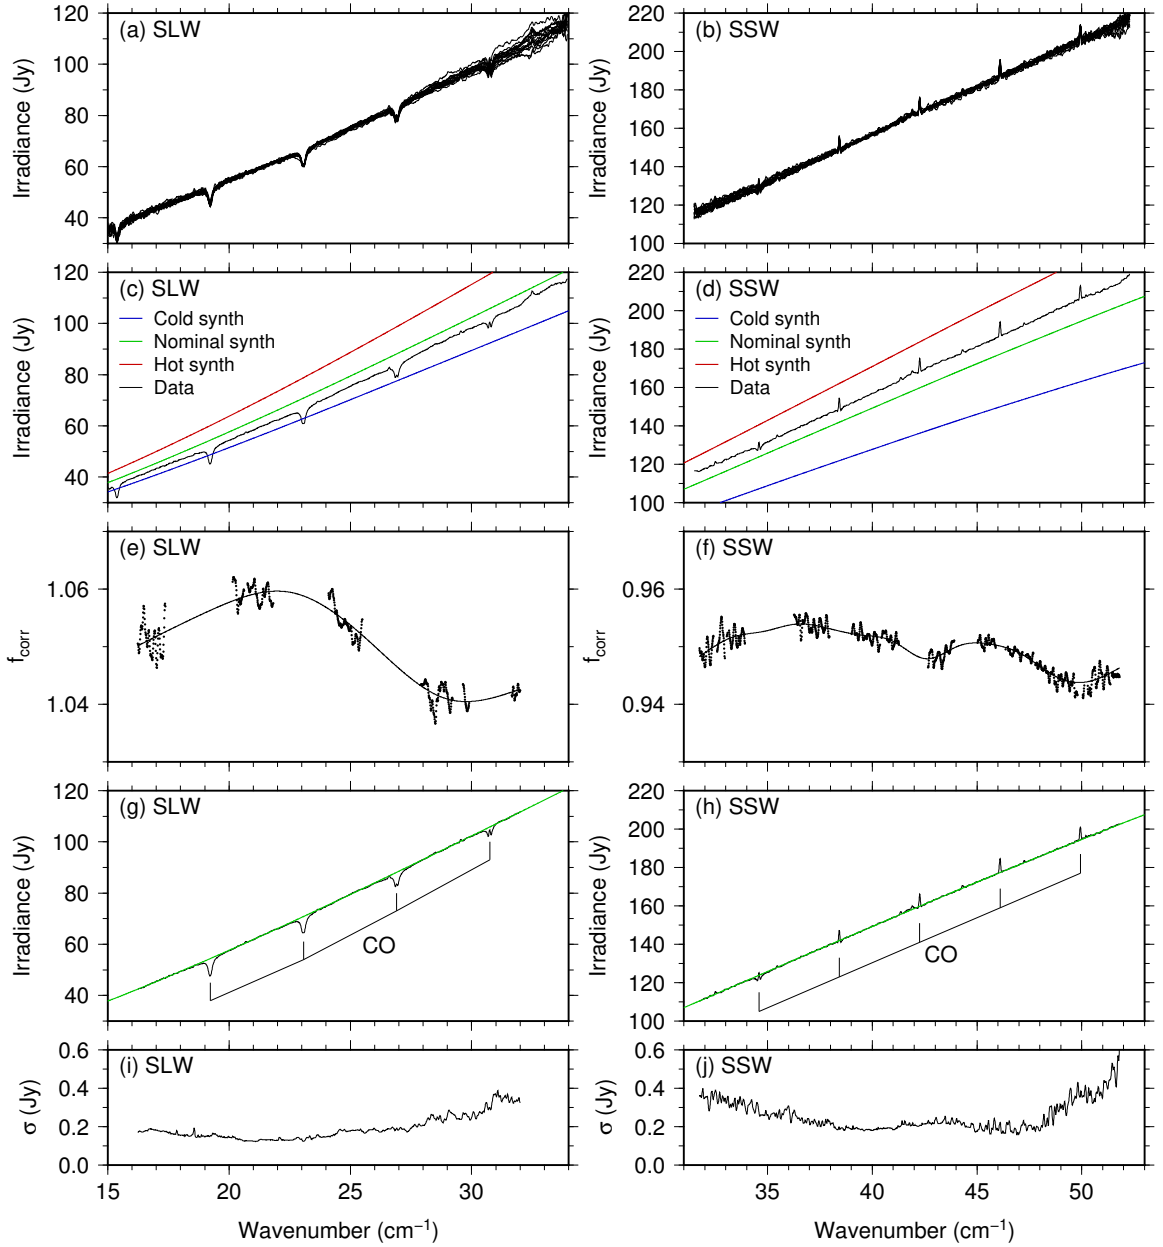 (a) SLW
Irradiance (Jy)
120
100
80
60
40
(b) SSW
Irradiance (Jy)
220
200
180
160
140
120
100
(c) SLW
Cold synth
Nominal synth
Hot synth
Data
Irradiance (Jy)
120
100
80
60
40
(d) SSW
Cold synth
Nominal synth
Hot synth
Data
Irradiance (Jy)
220
200
180
160
140
120
100
(e) SLW
f_corr
1.06
1.04
(f) SSW
f_corr
0.96
0.94
(g) SLW
CO
Irradiance (Jy)
120
100
80
60
40
(h) SSW
CO
Irradiance (Jy)
220
200
180
160
140
120
100
(i) SLW
σ (Jy)
0.6
0.4
0.2
0.0
15 20 25 30
Wavenumber (cm⁻¹)
(j) SSW
σ (Jy)
0.6
0.4
0.2
0.0
35 40 45 50
Wavenumber (cm⁻¹)